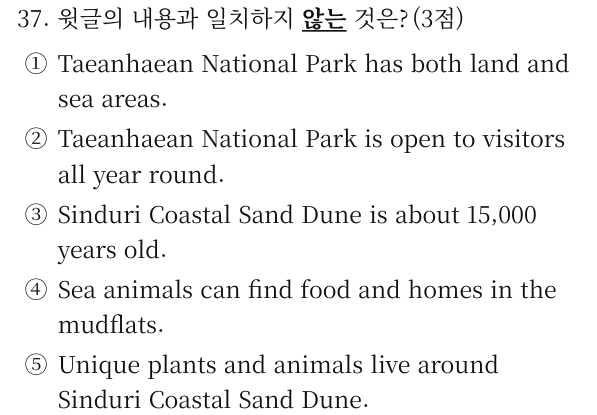 37. 윗글의 내용과 일치하지 않는 것은?(3점)
① Taeanhaean National Park has both land and
sea areas.
② Taeanhaean National Park is open to visitors
all year round.
③ Sinduri Coastal Sand Dune is about 15,000
years old.
④ Sea animals can find food and homes in the
mudflats.
⑤ Unique plants and animals live around
Sinduri Coastal Sand Dune.